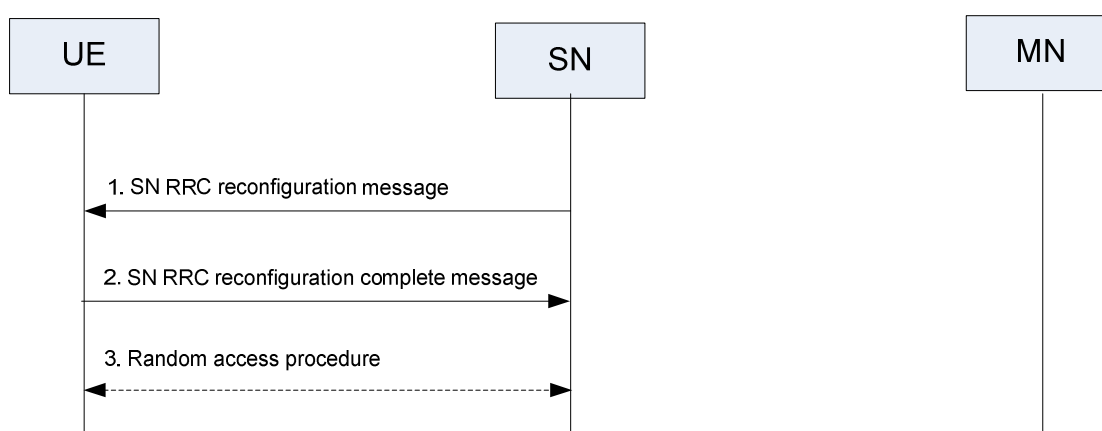 UE
SN
MN
1. SN RRC reconfiguration message
2. SN RRC reconfiguration complete message
3. Random access procedure